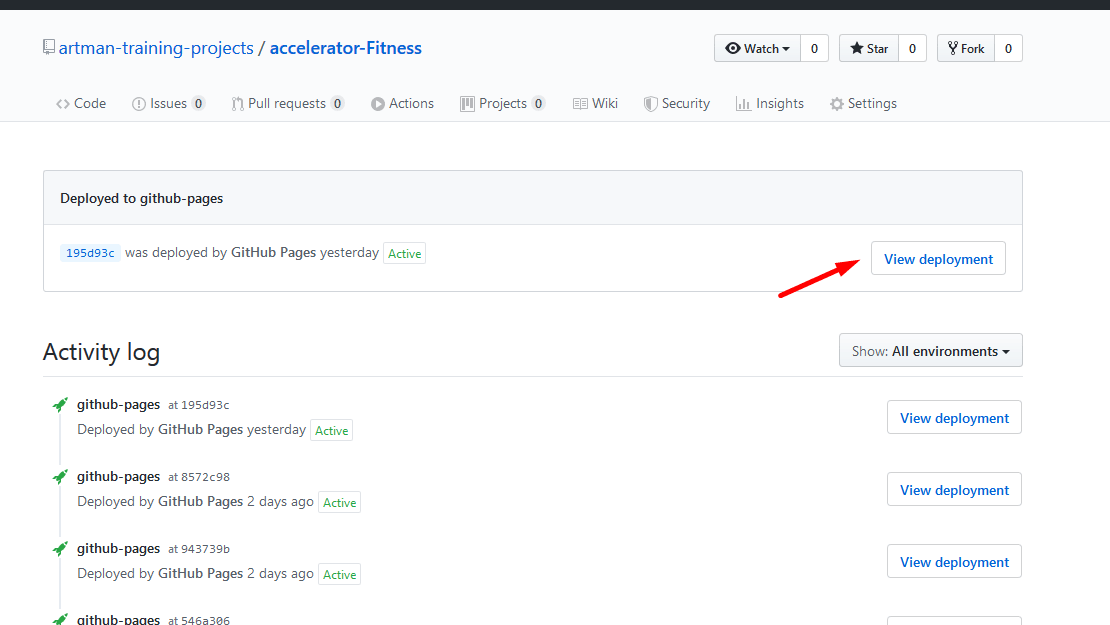 artman-training-projects / accelerator-Fitness
Watch 0 Star 0 Fork 0
Code Issues 0 Pull requests 0 Actions Projects 0 Wiki Security Insights Settings
Deployed to github-pages
195d93c was deployed by GitHub Pages yesterday Active
View deployment
Activity log
Show: All environments
github-pages at 195d93c
Deployed by GitHub Pages yesterday Active
View deployment
github-pages at 8572c98
Deployed by GitHub Pages 2 days ago Active
View deployment
github-pages at 943739b
Deployed by GitHub Pages 2 days ago Active
View deployment
github-pages at 546a306